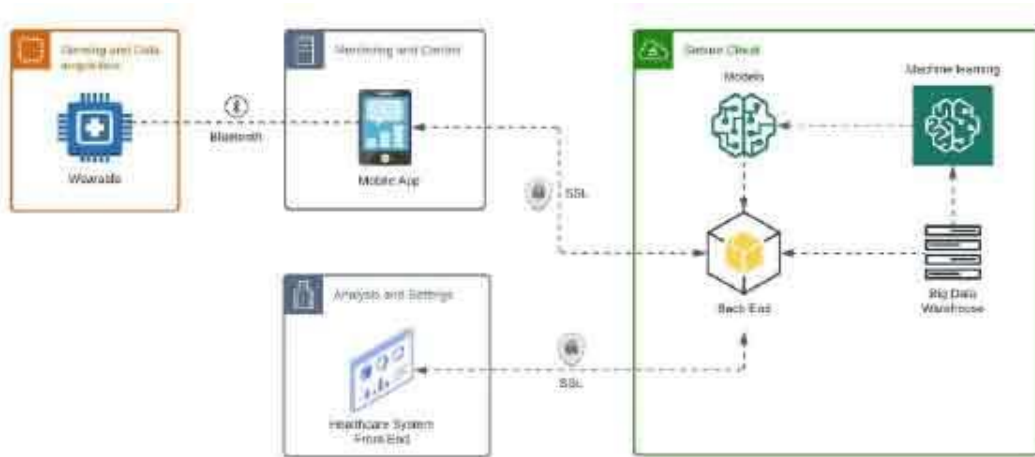 Sensing and Data
acquisition
Wearable
Bluetooth
Monitoring and Control
Mobile App
SSL
Analysis and Settings
Healthcare System
Front End
SSL
Secure Cloud
Models
Machine learning
Back End
Big Data
Warehouse